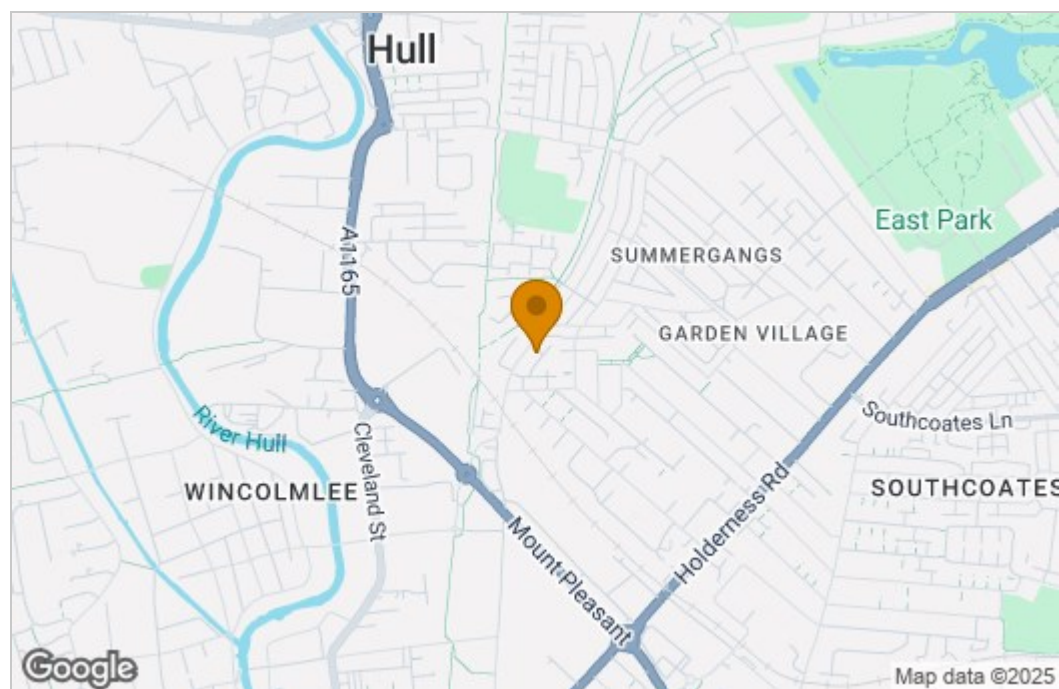 Hull
A1165
East Park
SUMMERGANGS
GARDEN VILLAGE
River Hull
Cleveland St
Southcoates Ln
WINCOLMLEE
SOUTHCOATES
Holderness Rd
Mount Pleasant
Google
Map data ©2025